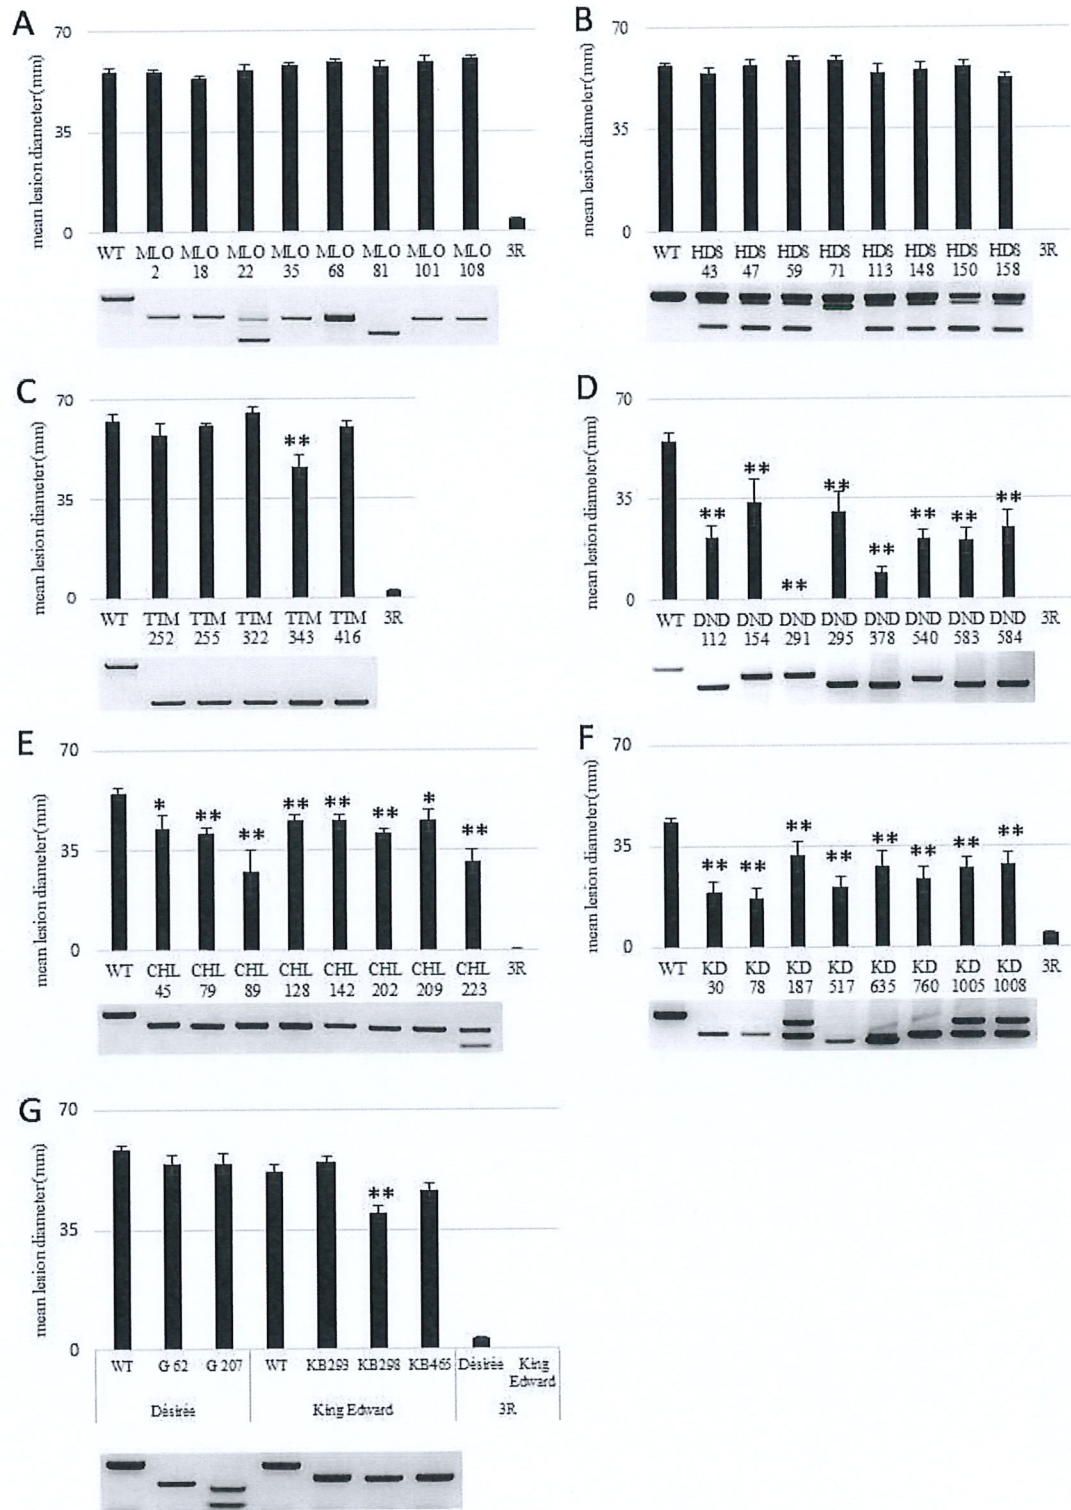 A
B
70
35
0
mean lesion diameter (mm)
WT MLO MLO MLO MLO MLO MLO MLO MLO 3R
2 18 22 35 68 81 101 108
70
35
0
mean lesion diameter (mm)
WT HDS HDS HDS HDS HDS HDS HDS HDS 3R
43 47 59 71 113 148 150 158
C
D
70
35
0
mean lesion diameter (mm)
**
WT TTM TTM TTM TTM TTM 3R
252 255 322 343 416
70
35
0
mean lesion diameter (mm)
** ** ** ** ** ** ** **
WT DND DND DND DND DND DND DND DND 3R
112 154 291 295 378 540 583 584
E
F
70
35
0
mean lesion diameter (mm)
* ** ** ** ** ** * **
WT CHL CHL CHL CHL CHL CHL CHL CHL 3R
45 79 89 128 142 202 209 223
70
35
0
mean lesion diameter (mm)
** ** ** ** ** ** ** **
WT KD KD KD KD KD KD KD KD 3R
30 78 187 517 635 760 1005 1008
G
70
35
0
mean lesion diameter (mm)
**
WT G 62 G 207 WT KB293 KB298 KB465 Désirée King
Edward
Désirée King Edward 3R